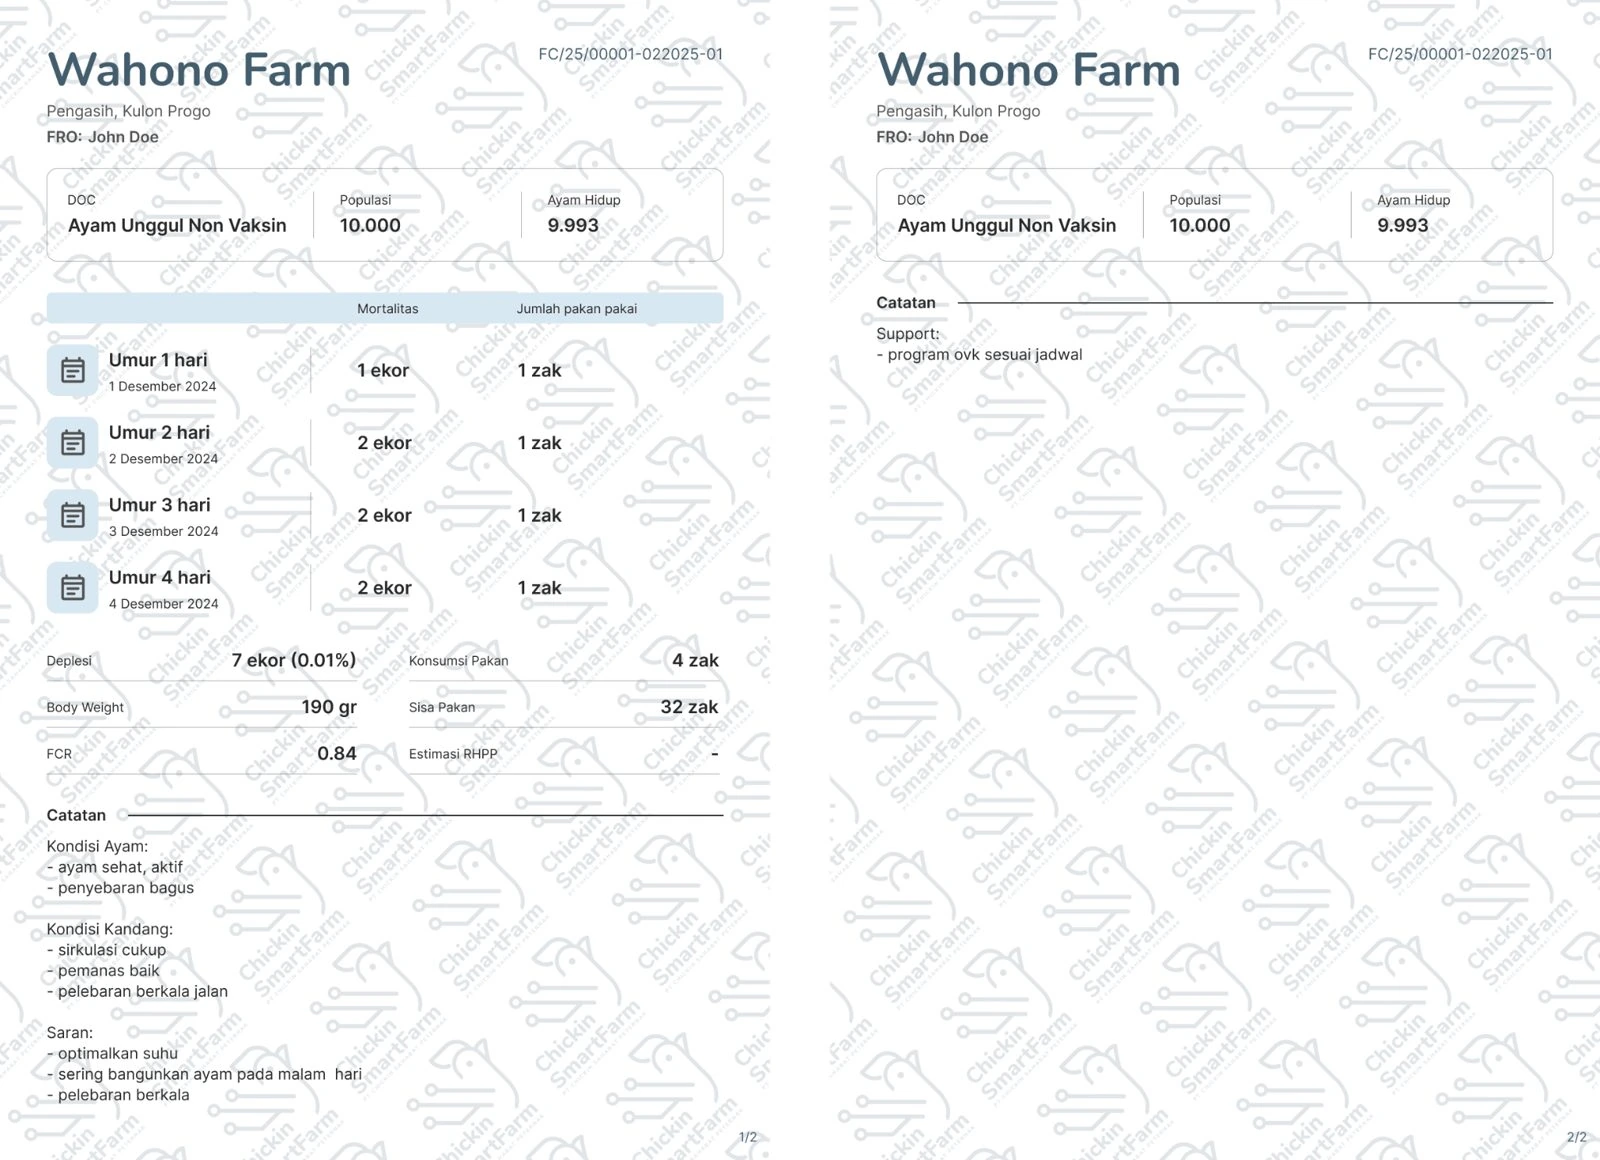 Wahono Farm
FC/25/00001-022025-01
Pengasih, Kulon Progo
FRO: John Doe
DOC
Populasi
Ayam Hidup
Ayam Unggul Non Vaksin
10.000
9.993
Mortalitas
Jumlah pakan pakai
Umur 1 hari
1 Desember 2024
1 ekor
1 zak
Umur 2 hari
2 Desember 2024
2 ekor
1 zak
Umur 3 hari
3 Desember 2024
2 ekor
1 zak
Umur 4 hari
4 Desember 2024
2 ekor
1 zak
Deplesi
7 ekor (0.01%)
Konsumsi Pakan
4 zak
Body Weight
190 gr
Sisa Pakan
32 zak
FCR
0.84
Estimasi RHPP
-
Catatan
Kondisi Ayam:
- ayam sehat, aktif
- penyebaran bagus
Kondisi Kandang:
- sirkulasi cukup
- pemanas baik
- pelebaran berkala jalan
Saran:
- optimalkan suhu
- sering bangunkan ayam pada malam  hari
- pelebaran berkala
1/2
Wahono Farm
FC/25/00001-022025-01
Pengasih, Kulon Progo
FRO: John Doe
DOC
Populasi
Ayam Hidup
Ayam Unggul Non Vaksin
10.000
9.993
Catatan
Support:
- program ovk sesuai jadwal
2/2
Chickin
SmartFarm